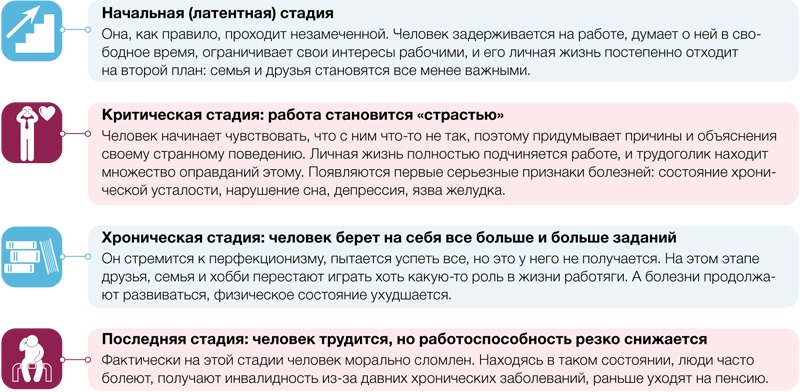 Начальная (латентная) стадия
Она, как правило, проходит незамеченной. Человек задерживается на работе, думает о ней в сво-
бодное время, ограничивает свои интересы рабочими, и его личная жизнь постепенно отходит
на второй план: семья и друзья становятся все менее важными.
Критическая стадия: работа становится «страстью»
Человек начинает чувствовать, что с ним что-то не так, поэтому придумывает причины и объяснения
своему странному поведению. Личная жизнь полностью подчиняется работе, и трудоголик находит
множество оправданий этому. Появляются первые серьезные признаки болезней: состояние хрони-
ческой усталости, нарушение сна, депрессия, язва желудка.
Хроническая стадия: человек берет на себя все больше и больше заданий
Он стремится к перфекционизму, пытается успеть все, но это у него не получается. На этом этапе
друзья, семья и хобби перестают играть хоть какую-то роль в жизни работяги. А болезни продолжа-
ют развиваться, физическое состояние ухудшается.
Последняя стадия: человек трудится, но работоспособность резко снижается
Фактически на этой стадии человек морально сломлен. Находясь в таком состоянии, люди часто
болеют, получают инвалидность из-за давних хронических заболеваний, раньше уходят на пенсию.